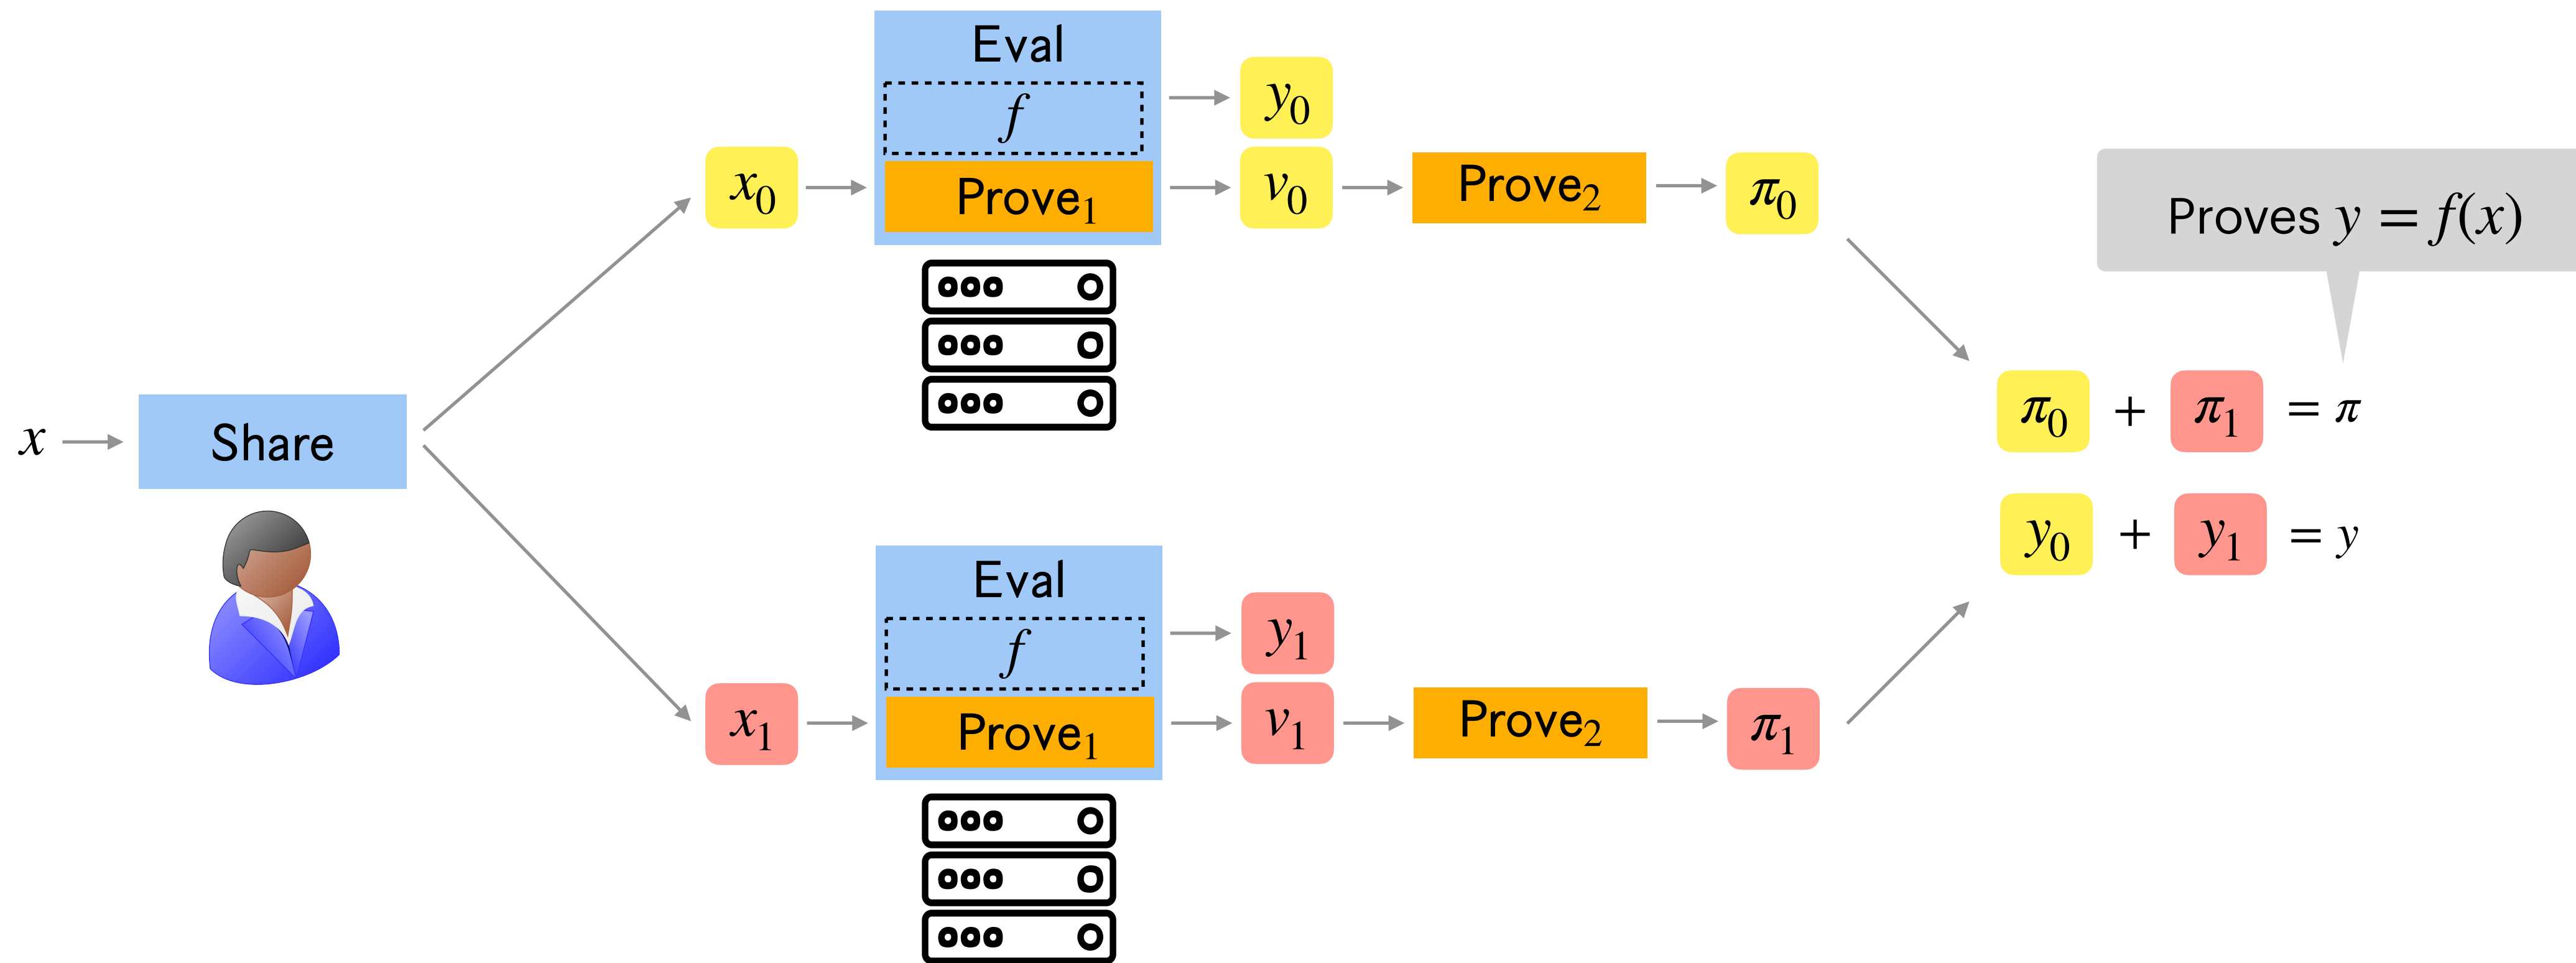 x
Share
x₀
Eval
f
Prove₁
y₀
v₀
Prove₂
π₀
x₁
Eval
f
Prove₁
y₁
v₁
Prove₂
π₁
Proves y = f(x)
π₀ + π₁ = π
y₀ + y₁ = y